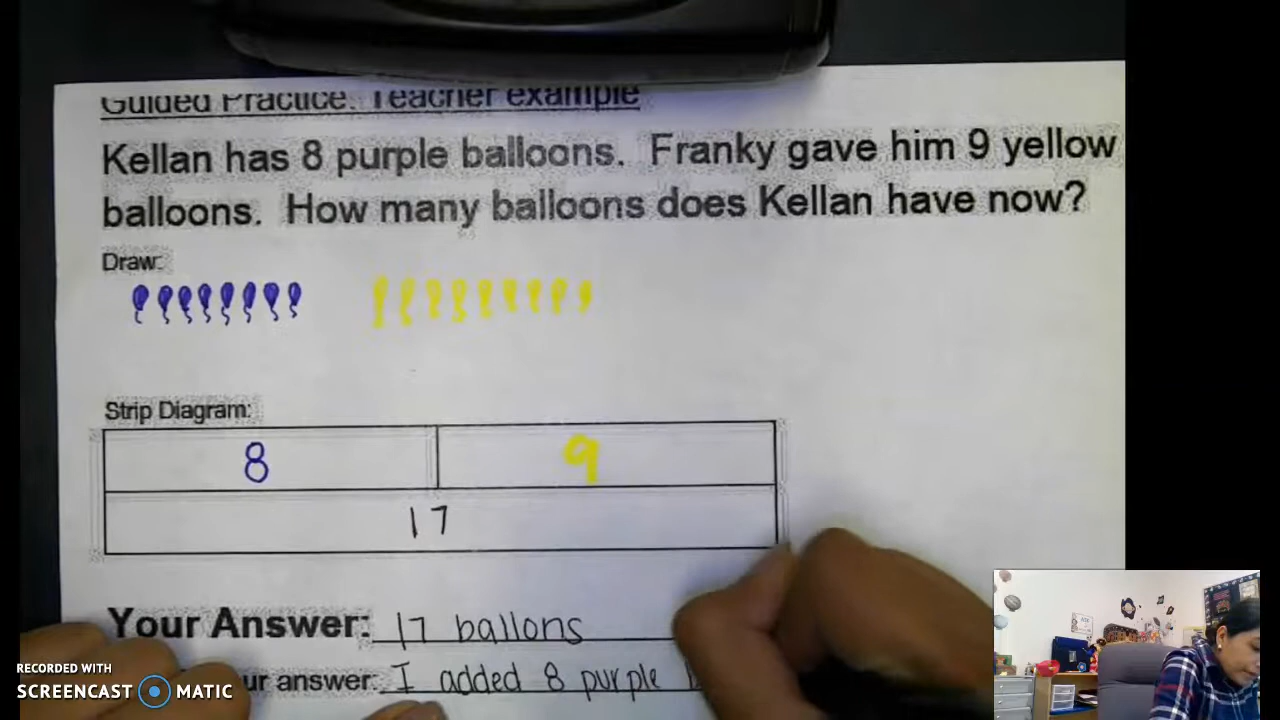 Guided Practice: Teacher example
Kellan has 8 purple balloons. Franky gave him 9 yellow
balloons. How many balloons does Kellan have now?
Draw:
Strip Diagram:
8 9
17
Your Answer: 17 ballons
ur answer: I added 8 purple
RECORDED WITH
SCREENCAST MATIC